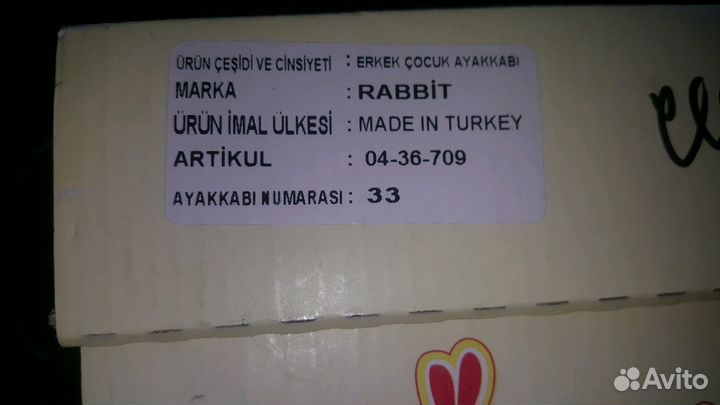 ÜRÜN ÇEŞİDİ VE CİNSİYETİ : ERKEK ÇOCUK AYAKKABI
MARKA : RABBİT
ÜRÜN İMAL ÜLKESİ : MADE IN TURKEY
ARTİKUL : 04-36-709
AYAKKABI NUMARASI : 33
Avito